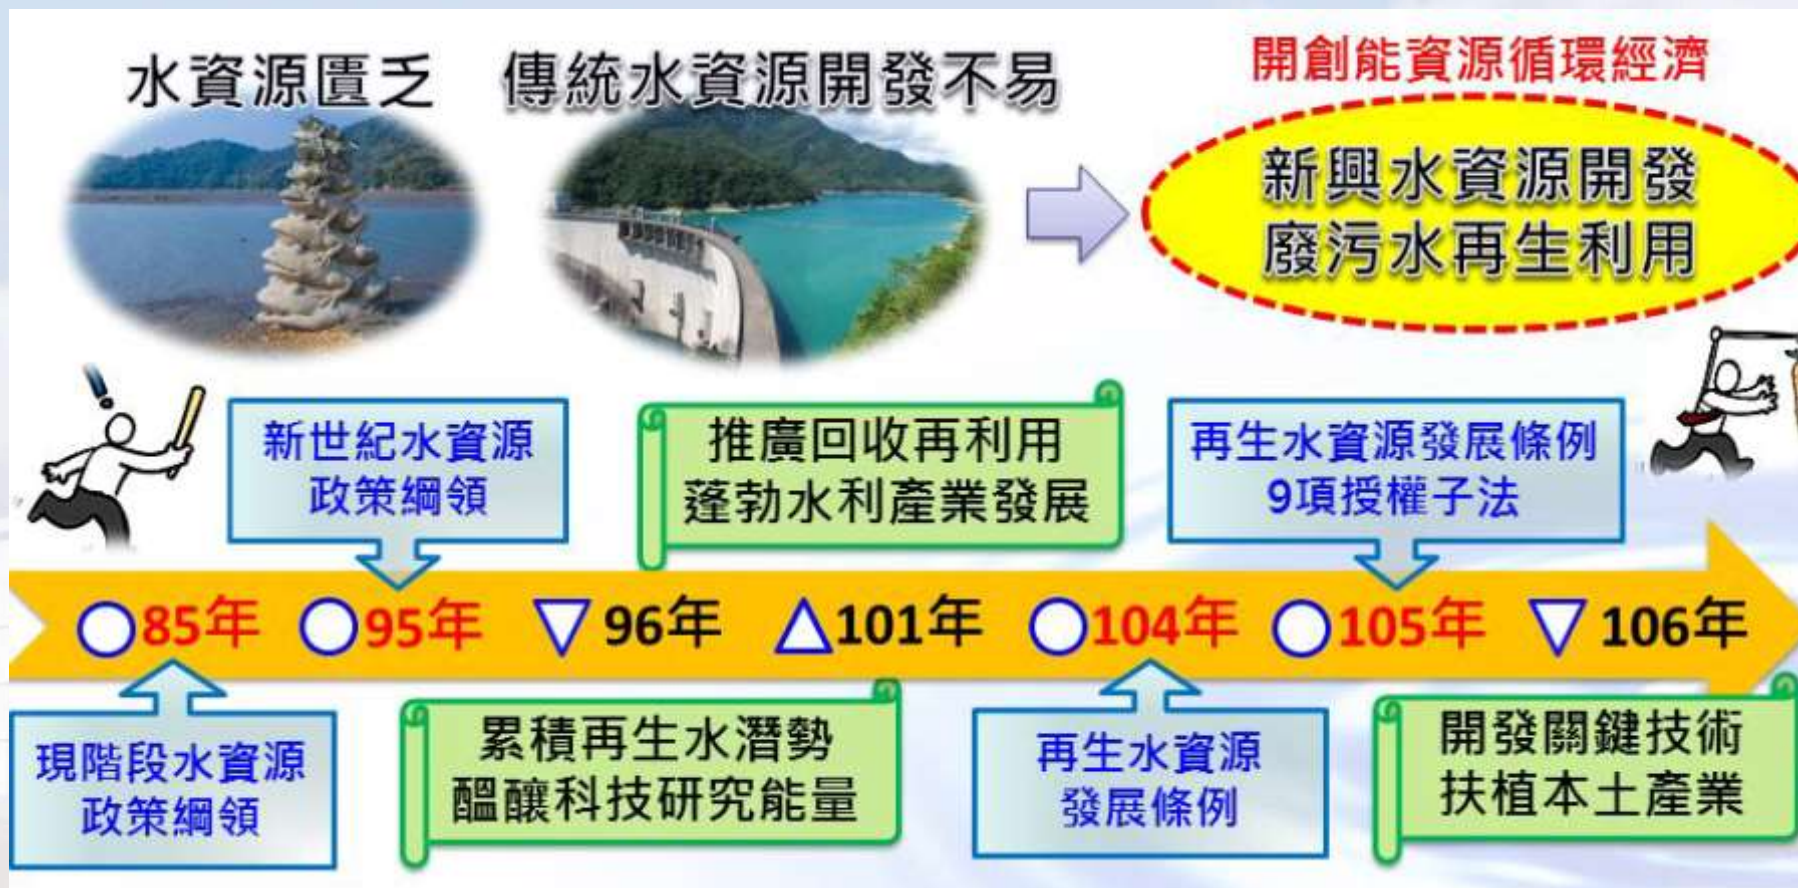 水資源匱乏
傳統水資源開發不易
開創能資源循環經濟
新興水資源開發
廢污水再生利用
新世紀水資源
政策綱領
推廣回收再利用
蓬勃水利產業發展
再生水資源發展條例
9項授權子法
85年
95年
96年
101年
104年
105年
106年
現階段水資源
政策綱領
累積再生水潛勢
醞釀科技研究能量
再生水資源
發展條例
開發關鍵技術
扶植本土產業